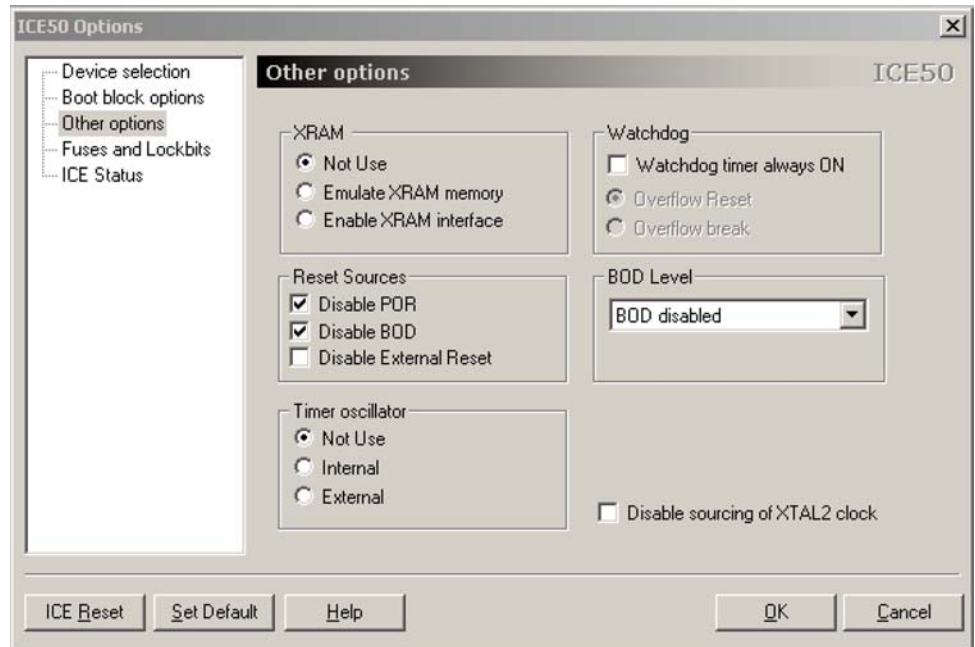 ICE50 Options
Device selection
Boot block options
Other options
Fuses and Lockbits
ICE Status
Other options
ICE50
XRAM
Not Use
Emulate XRAM memory
Enable XRAM interface
Watchdog
Watchdog timer always ON
Overflow Reset
Overflow break
Reset Sources
Disable POR
Disable BOD
Disable External Reset
BOD Level
BOD disabled
Timer oscillator
Not Use
Internal
External
Disable sourcing of XTAL2 clock
ICE Reset
Set Default
Help
OK
Cancel